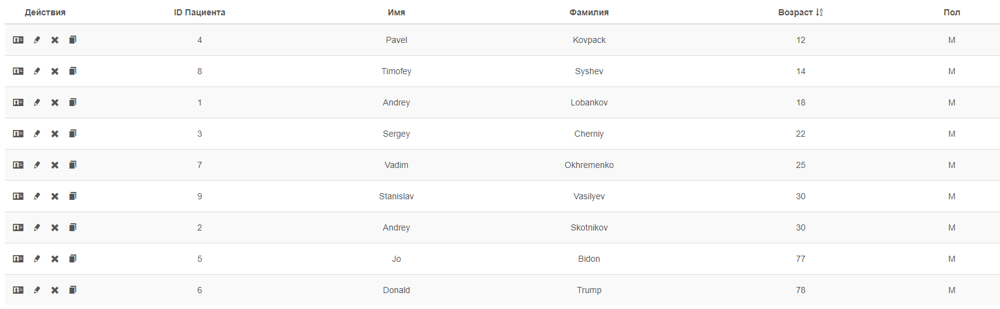 Действия ID Пациента Имя Фамилия Возраст Пол
4 Pavel Kovpack 12 М
8 Timofey Syshev 14 М
1 Andrey Lobankov 18 М
3 Sergey Cherniy 22 М
7 Vadim Okhremenko 25 М
9 Stanislav Vasilyev 30 М
2 Andrey Skotnikov 30 М
5 Jo Bidon 77 М
6 Donald Trump 78 М